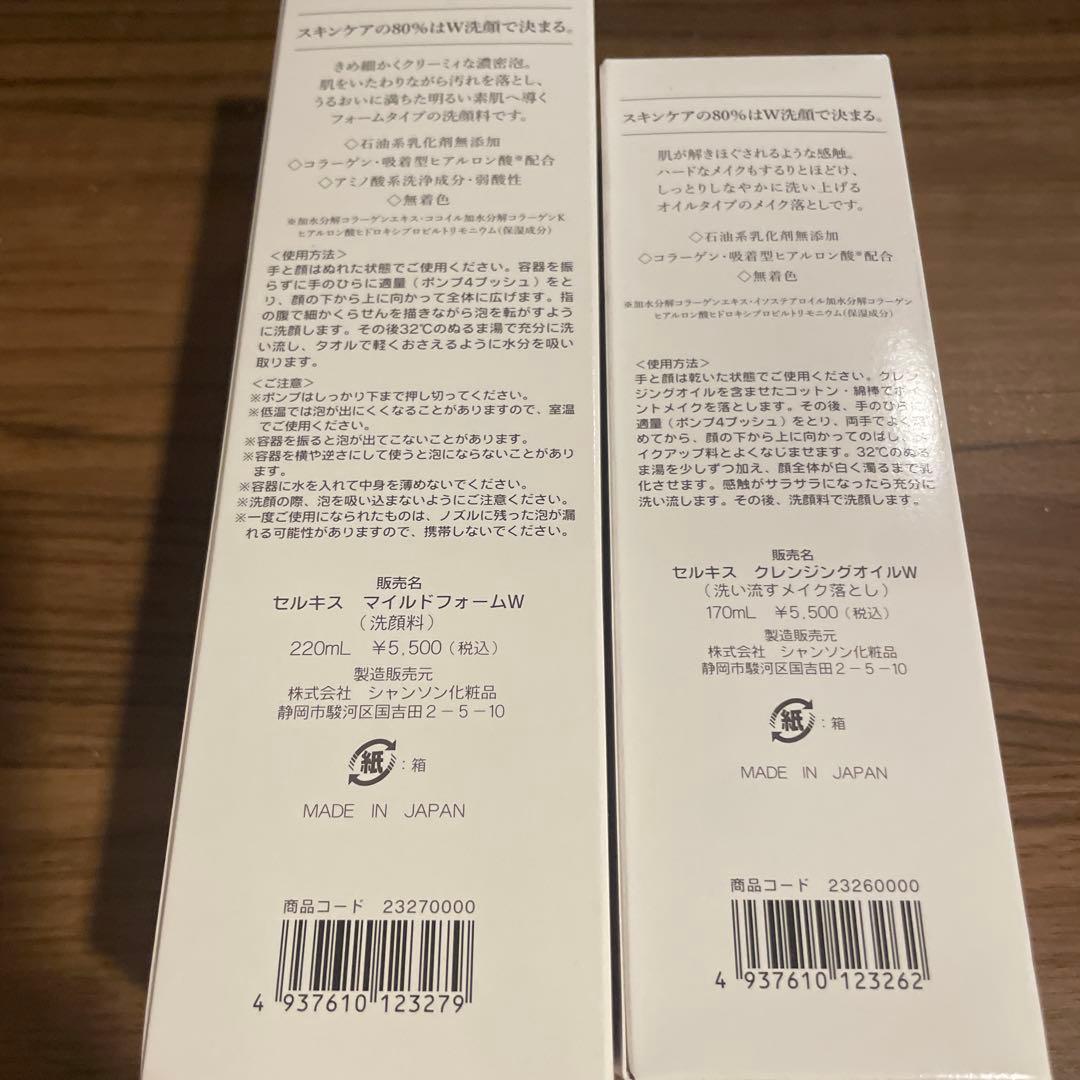 スキンケアの80%はW洗顔で決まる。
きめ細かくクリーミィな濃密泡。
肌をいたわりながら汚れを落とし、
うるおいに満ちた明るい素肌へ導く
フォームタイプの洗顔料です。
◇石油系乳化剤無添加
◇コラーゲン・吸着型ヒアルロン酸※配合
◇アミノ酸系洗浄成分・弱酸性
◇無着色
※加水分解コラーゲンエキス・ココイル加水分解コラーゲンK
ヒアルロン酸ヒドロキシプロピルトリモニウム(保湿成分)
<使用方法>
手と顔はぬれた状態でご使用ください。容器を振
らずに手のひらに適量（ポンプ4プッシュ）をと
り、顔の下から上に向かって全体に広げます。指
の腹で細かくらせんを描きながら泡を転がすよう
に洗顔します。その後32℃のぬるま湯で充分に洗
い流し、タオルで軽くおさえるように水分を吸い
取ります。
<ご注意>
※ポンプはしっかり下まで押し切ってください。
※低温では泡が出にくくなることがありますので、室温
でご使用ください。
※容器を振ると泡が出てこないことがあります。
※容器を横や逆さにして使うと泡にならないことがあり
ます。
※容器に水を入れて中身を薄めないでください。
※洗顔の際、泡を吸い込まないようにご注意ください。
※一度ご使用になられたものは、ノズルに残った泡が漏
れる可能性がありますので、携帯しないでください。
販売名
セルキス マイルドフォームW
（洗顔料）
220mL ¥5,500（税込）
製造販売元
株式会社 シャンソン化粧品
静岡市駿河区国吉田2－5－10
紙：箱
MADE IN JAPAN
商品コード 23270000
4 937610 123279
スキンケアの80%はW洗顔で決まる。
肌が解きほぐされるような感触。
ハードなメイクもするりとほどけ、
しっとりしなやかに洗い上げる
オイルタイプのメイク落としです。
◇石油系乳化剤無添加
◇コラーゲン・吸着型ヒアルロン酸※配合
◇無着色
※加水分解コラーゲンエキス・イソステアロイル加水分解コラーゲン
ヒアルロン酸ヒドロキシプロピルトリモニウム(保湿成分)
<使用方法>
手と顔は乾いた状態でご使用ください。クレン
ジングオイルを含ませたコットン・綿棒でポイ
ントメイクを落とします。その後、手のひらに
適量（ポンプ4プッシュ）をとり、両手でよく温
めてから、顔の下から上に向かってのばし、メ
イクアップ料とよくなじませます。32℃のぬる
ま湯を少しずつ加え、顔全体が白く濁るまで乳
化させます。感触がサラサラになったら充分に
洗い流します。その後、洗顔料で洗顔します。
販売名
セルキス クレンジングオイルW
（洗い流すメイク落とし）
170mL ¥5,500（税込）
製造販売元
株式会社 シャンソン化粧品
静岡市駿河区国吉田2－5－10
紙：箱
MADE IN JAPAN
商品コード 23260000
4 937610 123262